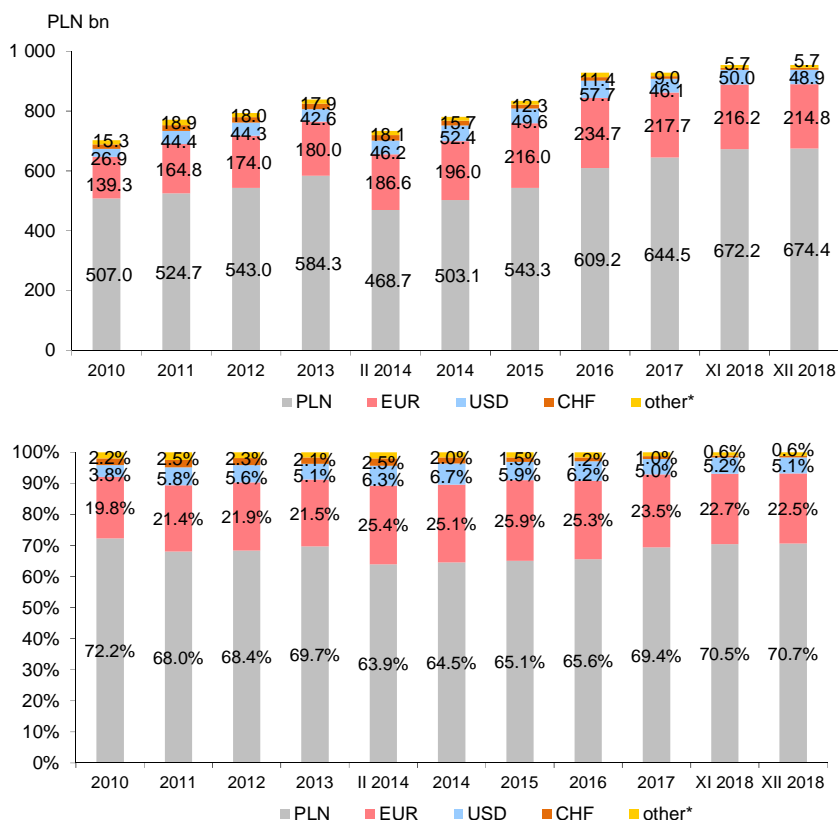 PLN bn
1 000
800
600
400
200
0
15.3 18.9 18.0 17.9 18.1 15.7 12.3 11.4 9.0 5.7 5.7
26.9 44.4 44.3 42.6 46.2 52.4 49.6 57.7 46.1 50.0 48.9
139.3 164.8 174.0 180.0 186.6 196.0 216.0 234.7 217.7 216.2 214.8
507.0 524.7 543.0 584.3 468.7 503.1 543.3 609.2 644.5 672.2 674.4
2010 2011 2012 2013 II 2014 2014 2015 2016 2017 XI 2018 XII 2018
PLN EUR USD CHF other*
100%
90%
80%
70%
60%
50%
40%
30%
20%
10%
0%
2.2% 2.5% 2.3% 2.1% 2.5% 2.0% 1.5% 1.2% 1.0% 0.6% 0.6%
3.8% 5.8% 5.6% 5.1% 6.3% 6.7% 5.9% 6.2% 5.0% 5.2% 5.1%
19.8% 21.4% 21.9% 21.5% 25.4% 25.1% 25.9% 25.3% 23.5% 22.7% 22.5%
72.2% 68.0% 68.4% 69.7% 63.9% 64.5% 65.1% 65.6% 69.4% 70.5% 70.7%
2010 2011 2012 2013 II 2014 2014 2015 2016 2017 XI 2018 XII 2018
PLN EUR USD CHF other*